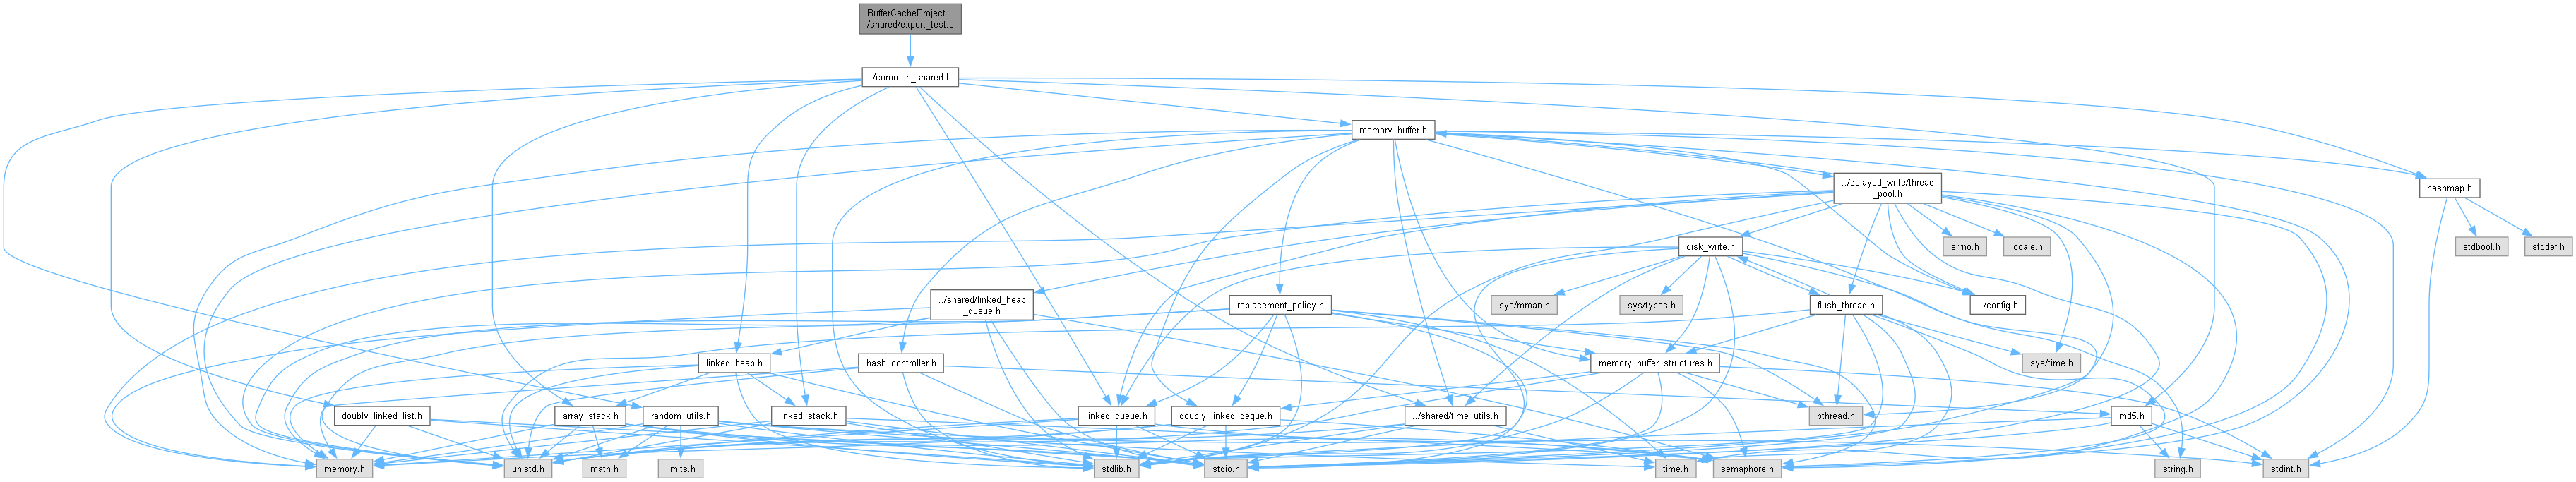 BufferCacheProject
/shared/export_test.c
./common_shared.h
memory_buffer.h
../delayed_write/thread
_pool.h
hashmap.h
disk_write.h
errno.h
locale.h
stdbool.h
stddef.h
../shared/linked_heap
_queue.h
replacement_policy.h
sys/mman.h
sys/types.h
flush_thread.h
../config.h
linked_heap.h
hash_controller.h
memory_buffer_structures.h
sys/time.h
doubly_linked_list.h
array_stack.h
random_utils.h
linked_stack.h
linked_queue.h
doubly_linked_deque.h
../shared/time_utils.h
pthread.h
md5.h
memory.h
unistd.h
math.h
limits.h
stdlib.h
stdio.h
time.h
semaphore.h
string.h
stdint.h